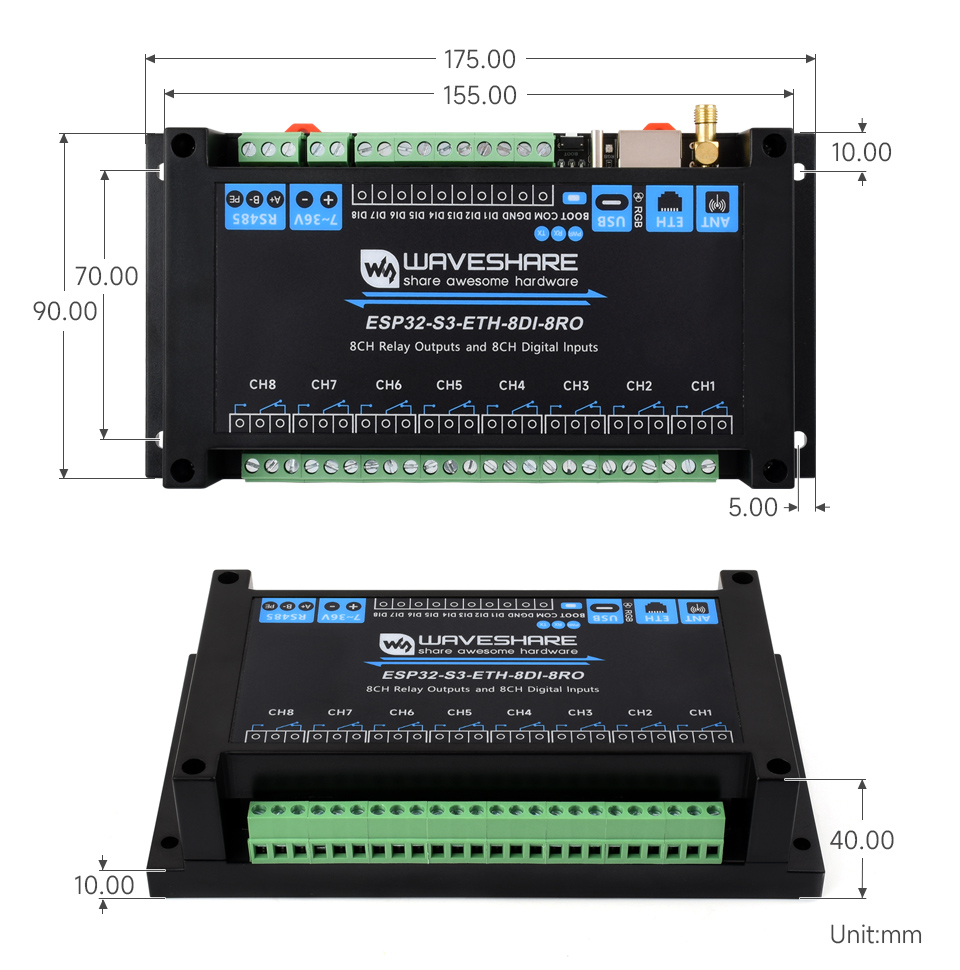 175.00
155.00
10.00
PE B- A+ - +
RS485 7~36V
DI8 DI7 DI6 DI5 DI4 DI3 DI2 DI1 DGND COM BOOT
USB RGB ETH ANT
TX RX PWR
WAVESHARE
share awesome hardware
70.00
90.00
ESP32-S3-ETH-8DI-8RO
8CH Relay Outputs and 8CH Digital Inputs
CH8 CH7 CH6 CH5 CH4 CH3 CH2 CH1
5.00
PE B- A+ - +
RS485 7~36V
DI8 DI7 DI6 DI5 DI4 DI3 DI2 DI1 DGND COM BOOT
USB RGB ETH ANT
TX RX PWR
WAVESHARE
share awesome hardware
ESP32-S3-ETH-8DI-8RO
8CH Relay Outputs and 8CH Digital Inputs
CH8 CH7 CH6 CH5 CH4 CH3 CH2 CH1
40.00
10.00
Unit:mm